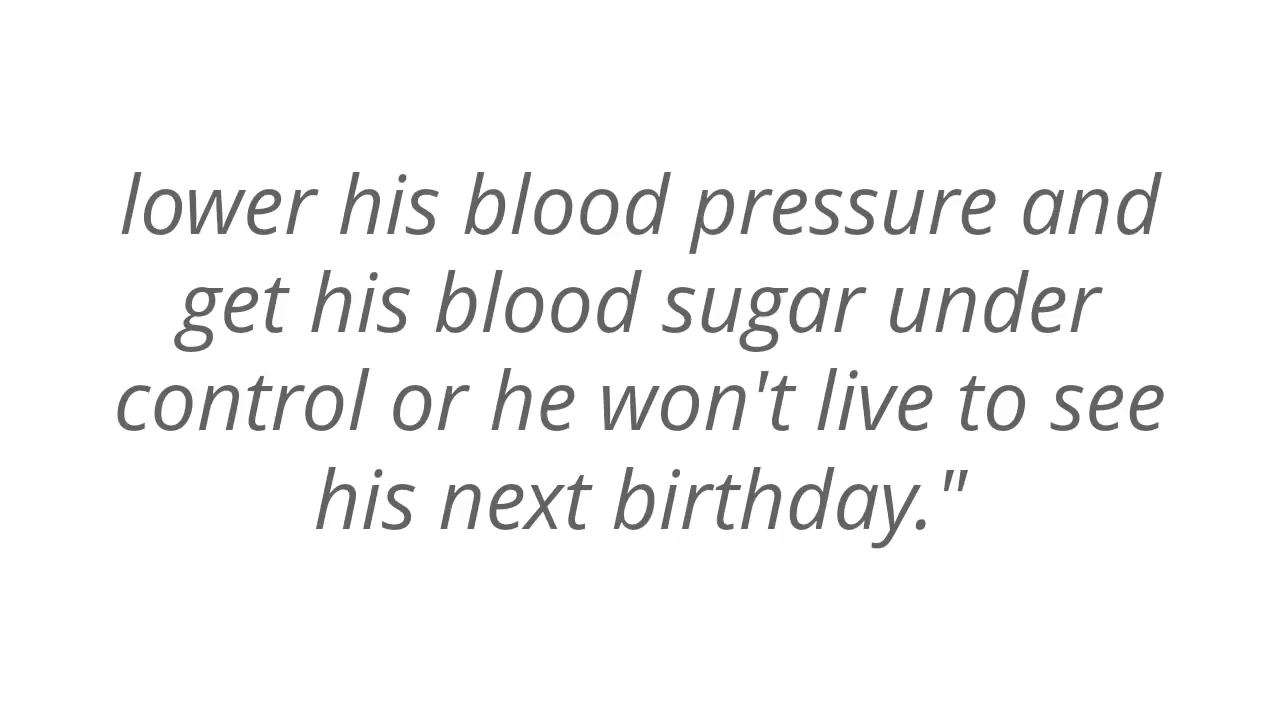 lower his blood pressure and
get his blood sugar under
control or he won't live to see
his next birthday."